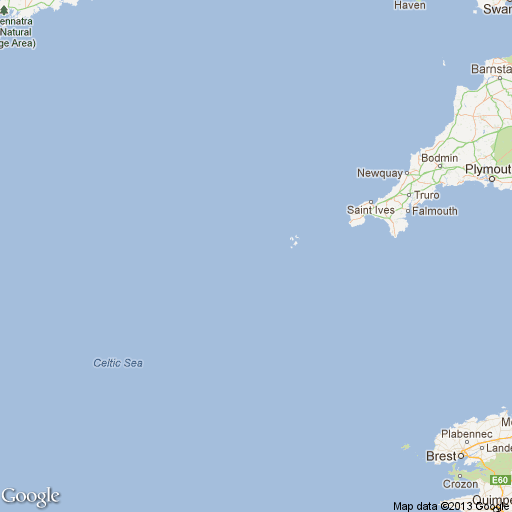 ennatra
Natural
ge Area)
Haven
Swan
Barnsta
Bodmin
Newquay
Plymout
Truro
Saint Ives
Falmouth
Celtic Sea
Plabennec
Lande
Brest
Crozon
E60
Quimpe
Google
Map data ©2013 Google